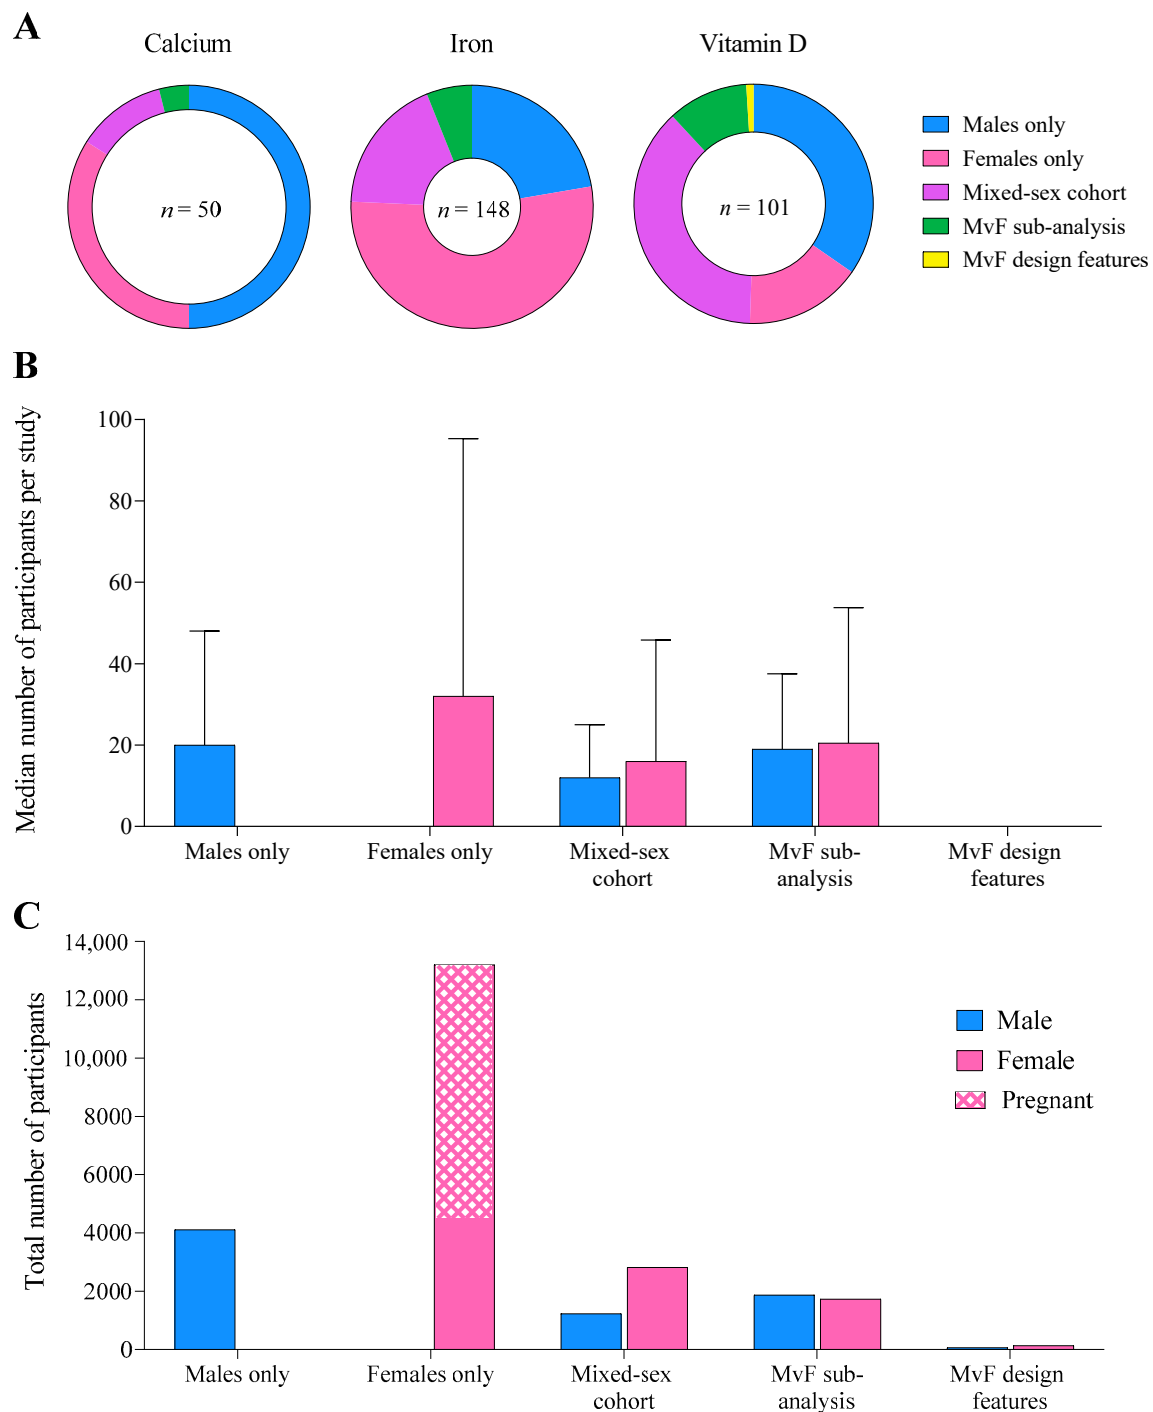 A
Calcium
Iron
Vitamin D
n = 50
n = 148
n = 101
Males only
Females only
Mixed-sex cohort
MvF sub-analysis
MvF design features
B
Median number of participants per study
100
80
60
40
20
0
Males only
Females only
Mixed-sex
cohort
MvF sub-
analysis
MvF design
features
C
Total number of participants
14,000
12,000
10,000
8000
6000
4000
2000
0
Male
Female
Pregnant
Males only
Females only
Mixed-sex
cohort
MvF sub-
analysis
MvF design
features